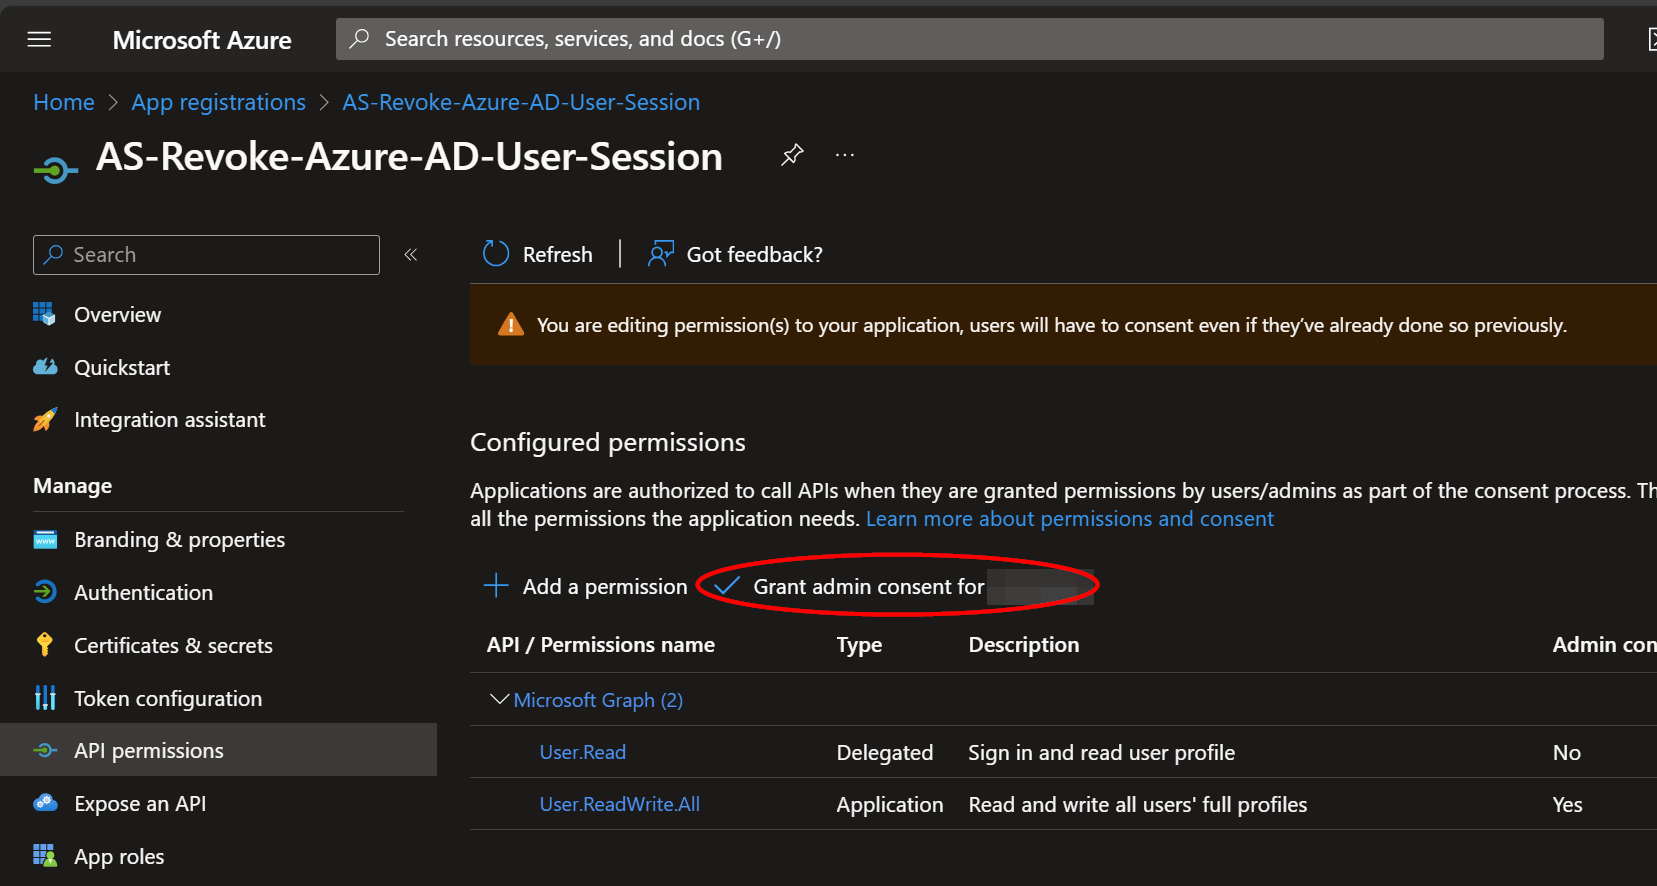 Microsoft Azure
Search resources, services, and docs (G+/)
Home > App registrations > AS-Revoke-Azure-AD-User-Session
AS-Revoke-Azure-AD-User-Session
Search
Refresh
Got feedback?
Overview
Quickstart
Integration assistant
Manage
Branding & properties
Authentication
Certificates & secrets
Token configuration
API permissions
Expose an API
App roles
You are editing permission(s) to your application, users will have to consent even if they’ve already done so previously.
Configured permissions
Applications are authorized to call APIs when they are granted permissions by users/admins as part of the consent process.
all the permissions the application needs. Learn more about permissions and consent
Add a permission
Grant admin consent for
API / Permissions name Type Description Admin
Microsoft Graph (2)
User.Read Delegated Sign in and read user profile No
User.ReadWrite.All Application Read and write all users' full profiles Yes